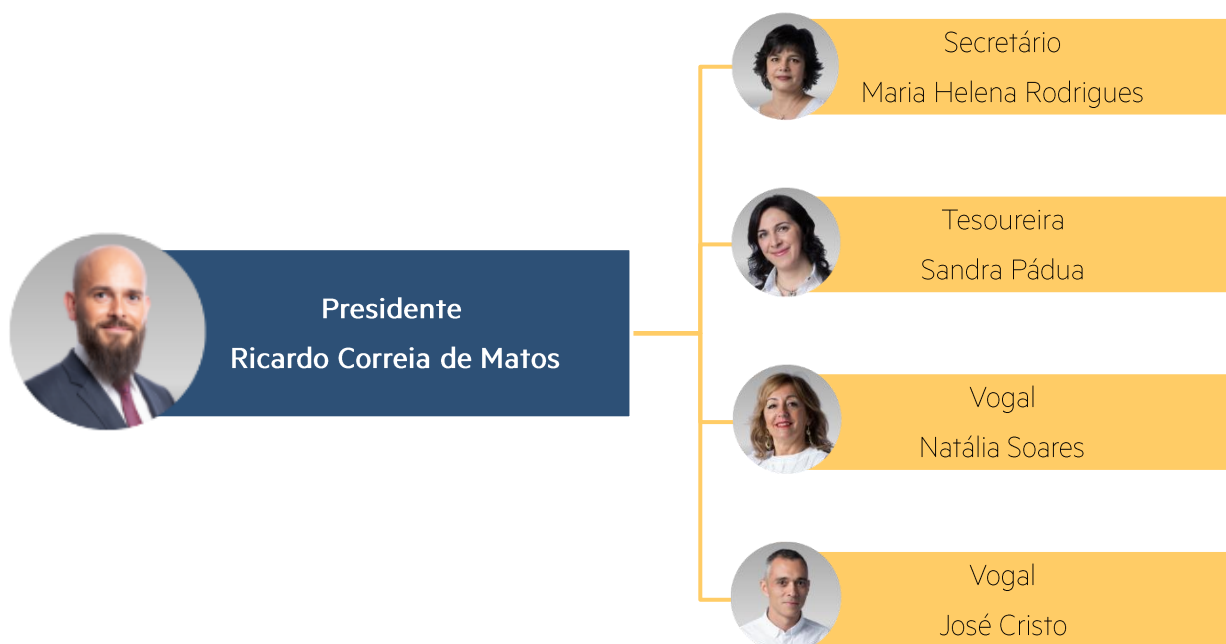 Secretário
Maria Helena Rodrigues
Tesoureira
Sandra Pádua
Presidente
Ricardo Correia de Matos
Vogal
Natália Soares
Vogal
José Cristo